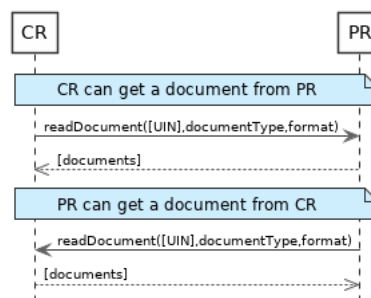 CR
PR
CR can get a document from PR
readDocument([UIN],documentType,format)
[documents]
PR can get a document from CR
readDocument([UIN],documentType,format)
[documents]